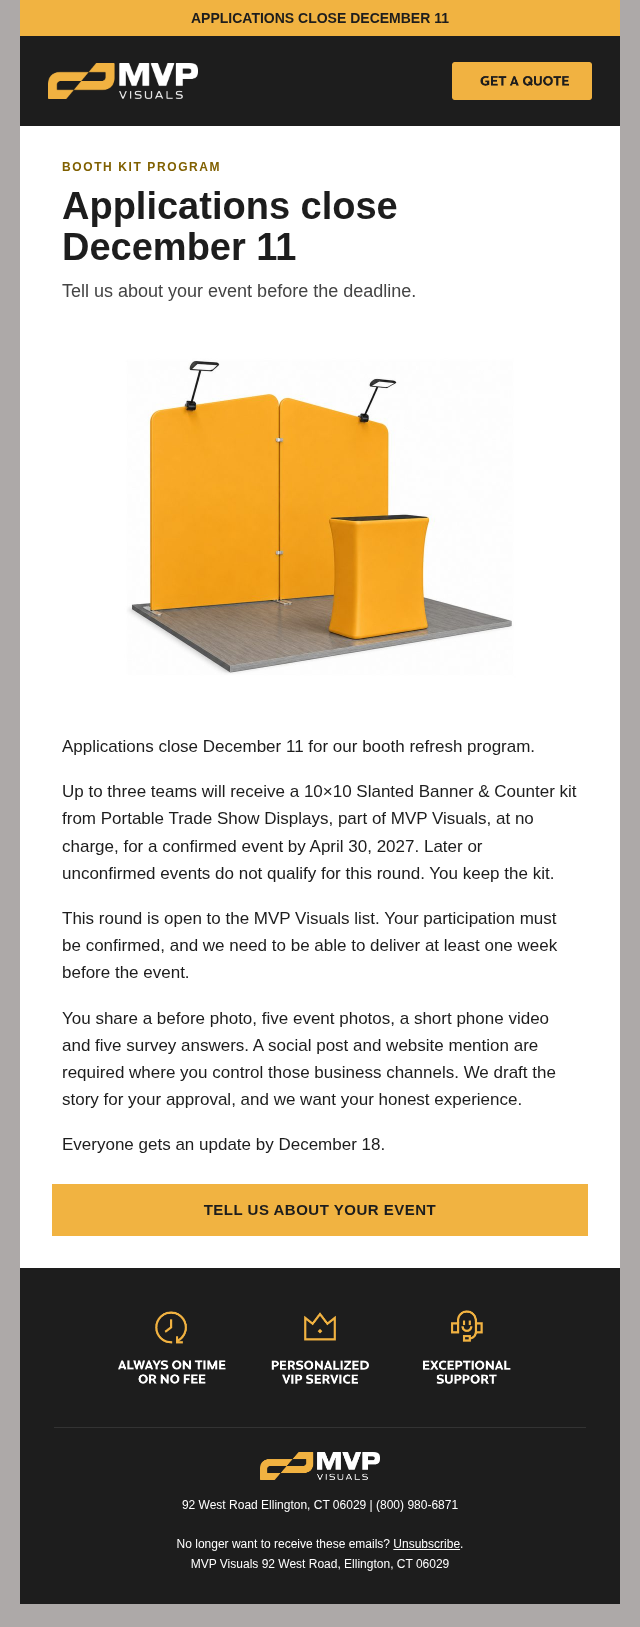 APPLICATIONS CLOSE DECEMBER 11
MVP
VISUALS
GET A QUOTE
BOOTH KIT PROGRAM
Applications close
December 11
Tell us about your event before the deadline.
Applications close December 11 for our booth refresh program.
Up to three teams will receive a 10×10 Slanted Banner & Counter kit
from Portable Trade Show Displays, part of MVP Visuals, at no
charge, for a confirmed event by April 30, 2027. Later or
unconfirmed events do not qualify for this round. You keep the kit.
This round is open to the MVP Visuals list. Your participation must
be confirmed, and we need to be able to deliver at least one week
before the event.
You share a before photo, five event photos, a short phone video
and five survey answers. A social post and website mention are
required where you control those business channels. We draft the
story for your approval, and we want your honest experience.
Everyone gets an update by December 18.
TELL US ABOUT YOUR EVENT
ALWAYS ON TIME
OR NO FEE
PERSONALIZED
VIP SERVICE
EXCEPTIONAL
SUPPORT
MVP
VISUALS
92 West Road Ellington, CT 06029 | (800) 980-6871
No longer want to receive these emails? Unsubscribe.
MVP Visuals 92 West Road, Ellington, CT 06029